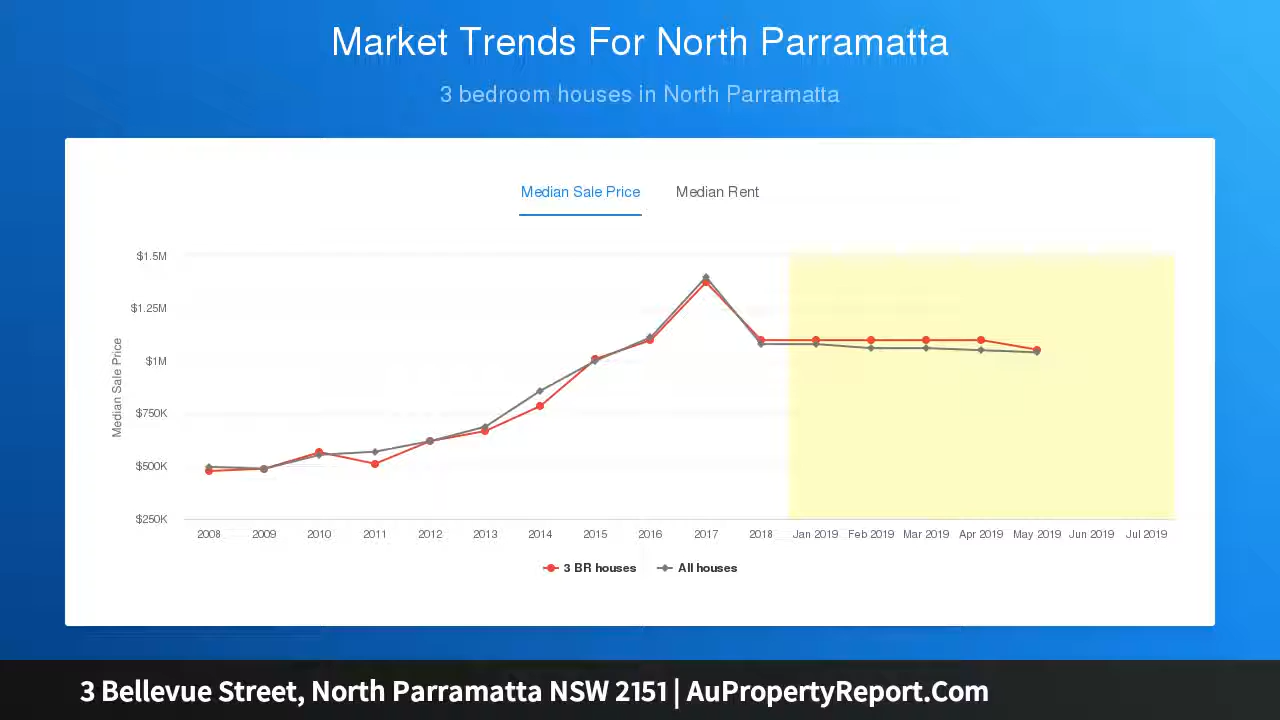 Market Trends For North Parramatta
3 bedroom houses in North Parramatta
Median Sale Price Median Rent
Median Sale Price
$1.5M
$1.25M
$1M
$750K
$500K
$250K
2008 2009 2010 2011 2012 2013 2014 2015 2016 2017 2018 Jan 2019 Feb 2019 Mar 2019 Apr 2019 May 2019 Jun 2019 Jul 2019
3 BR houses All houses
3 Bellevue Street, North Parramatta NSW 2151 | AuPropertyReport.Com